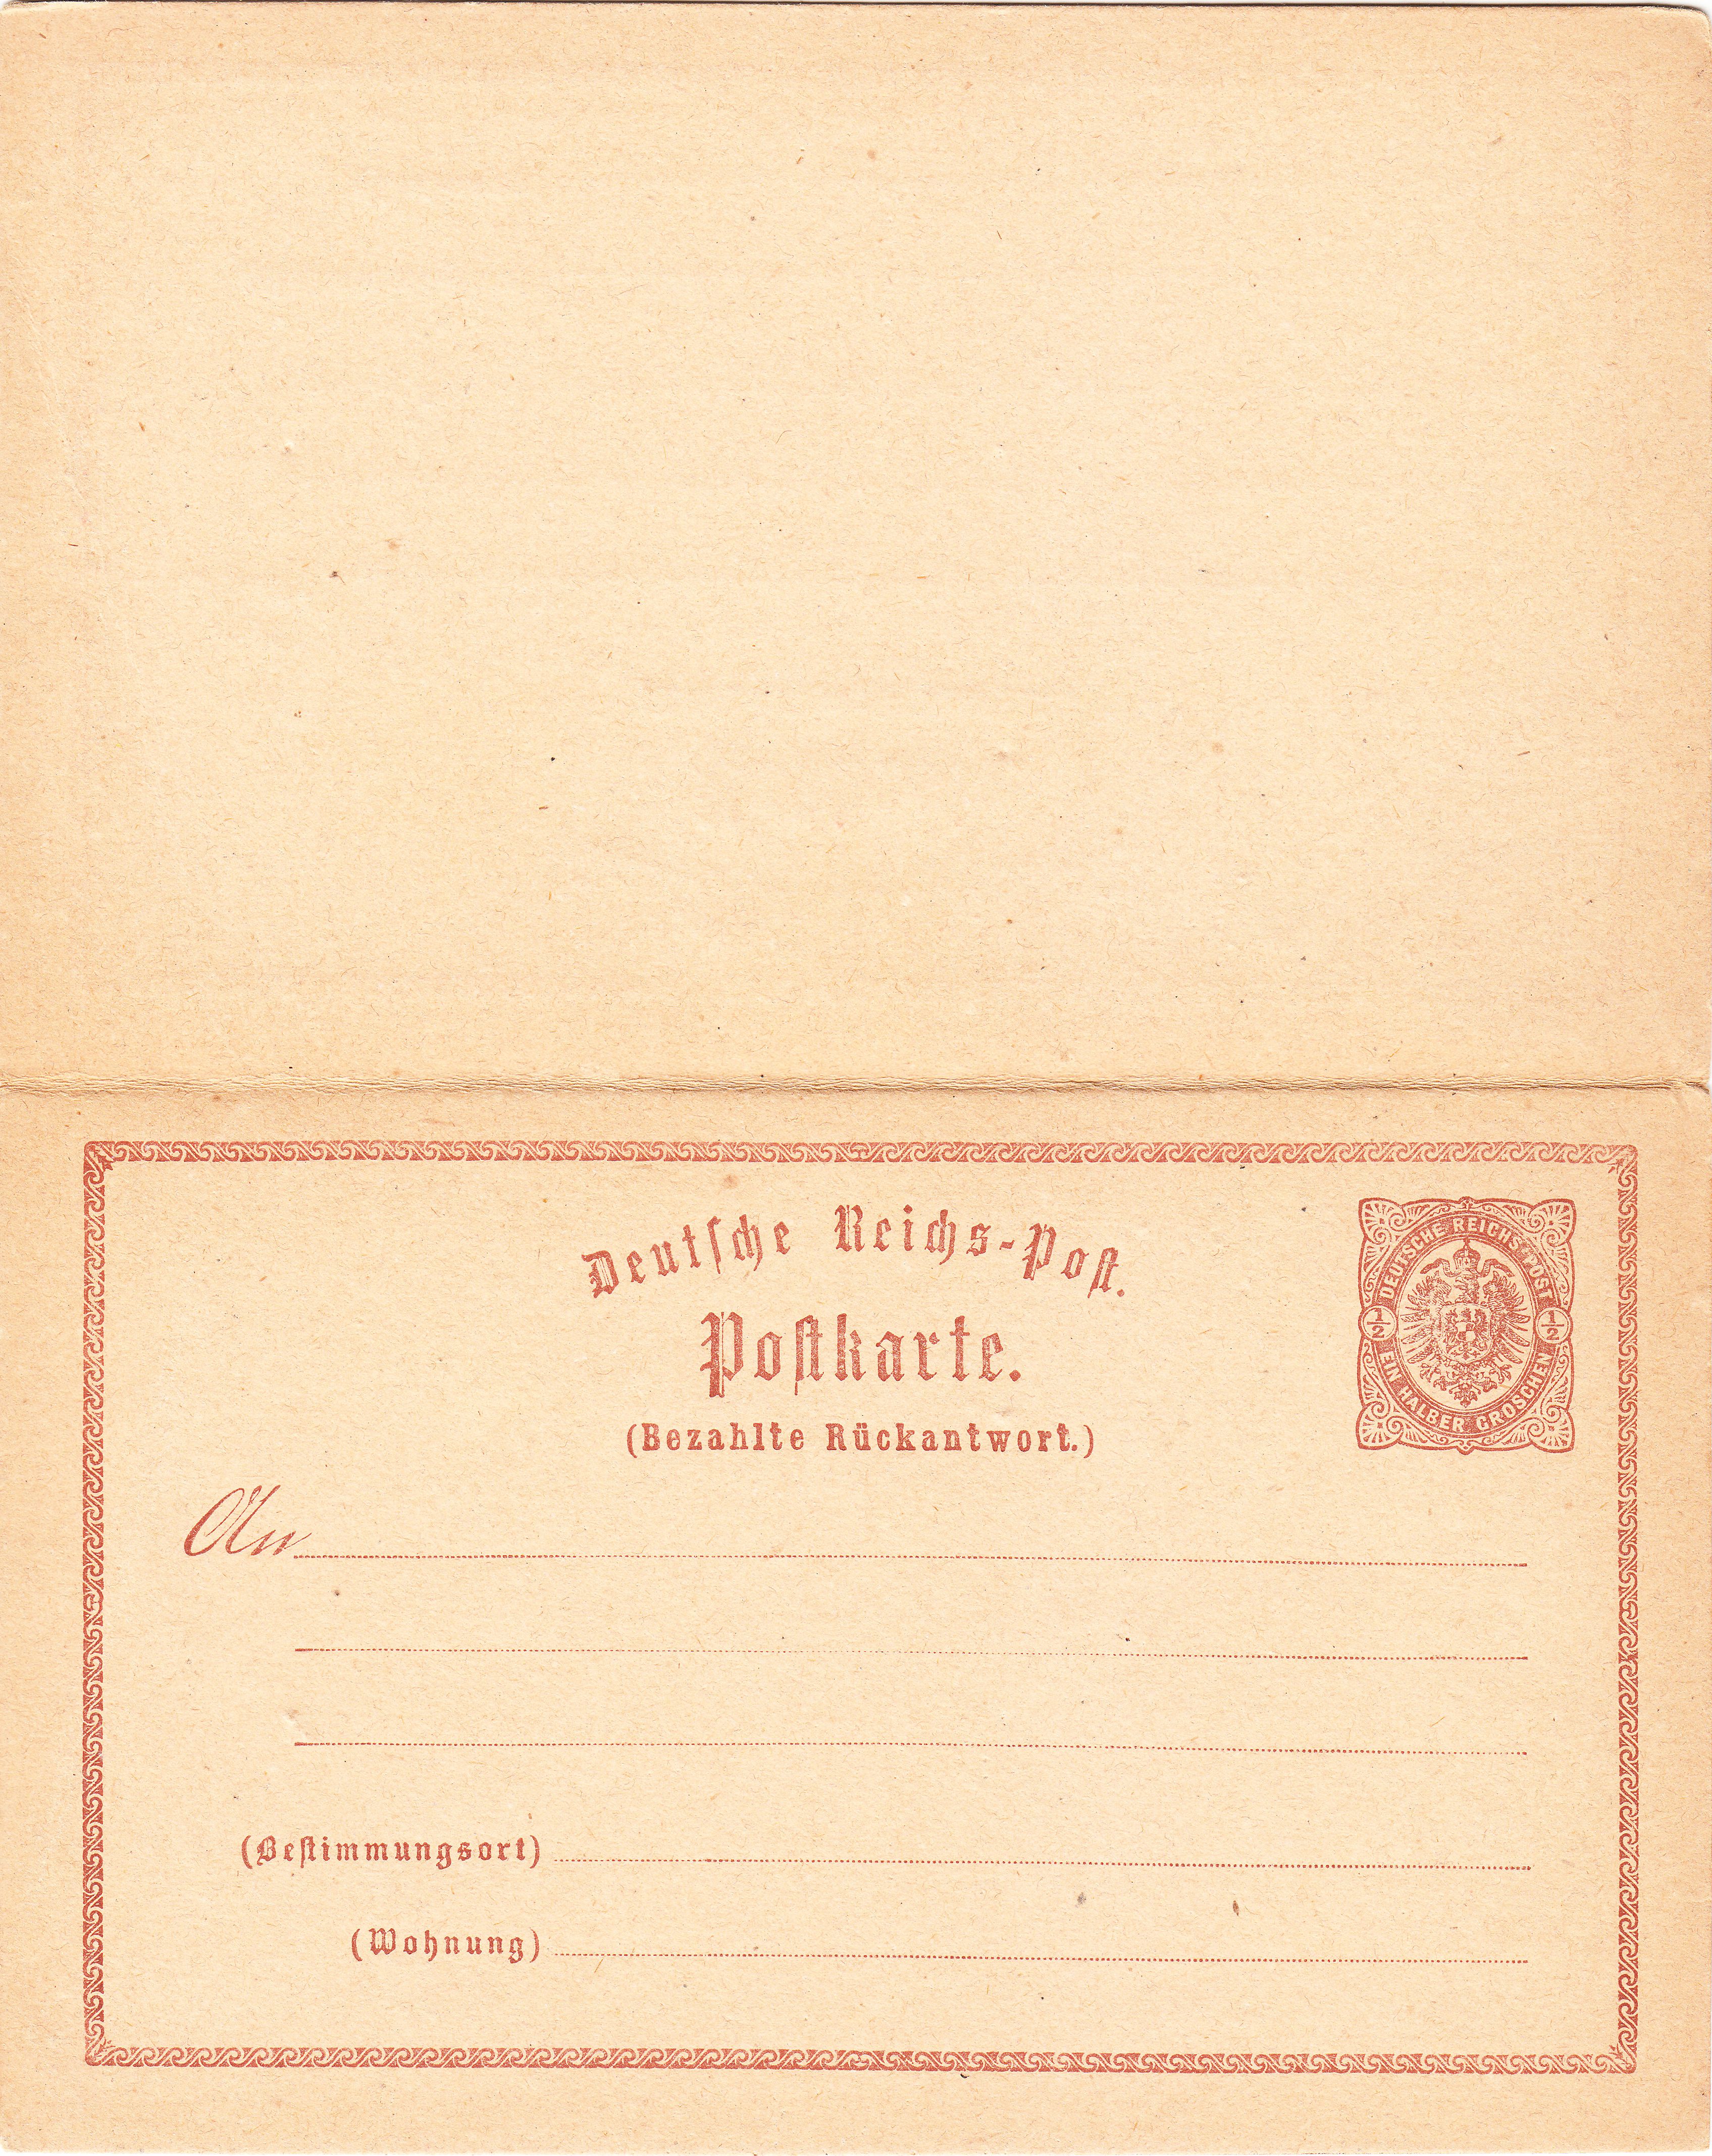 Deutſche Reichs-Poſt.
Poſtkarte.
(Bezahlte Rückantwort.)
DEUTSCHE REICHS-POST
1/2 1/2
EIN HALBER GROSCHEN
An
(Beſtimmungsort)
(Wohnung)